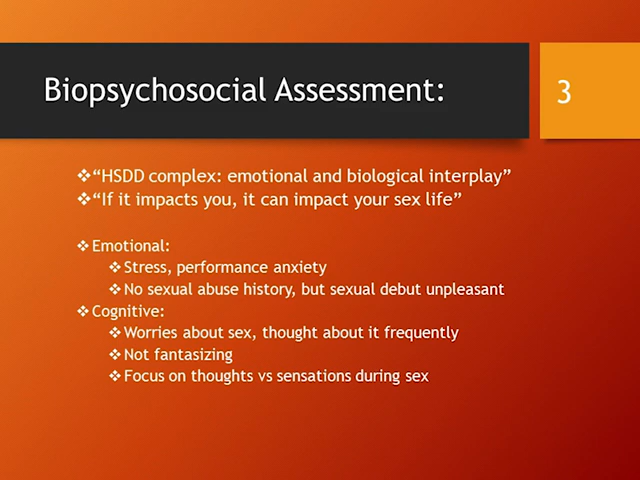 Biopsychosocial Assessment:
3
❖“HSDD complex: emotional and biological interplay”
❖“If it impacts you, it can impact your sex life”
❖Emotional:
❖Stress, performance anxiety
❖No sexual abuse history, but sexual debut unpleasant
❖Cognitive:
❖Worries about sex, thought about it frequently
❖Not fantasizing
❖Focus on thoughts vs sensations during sex